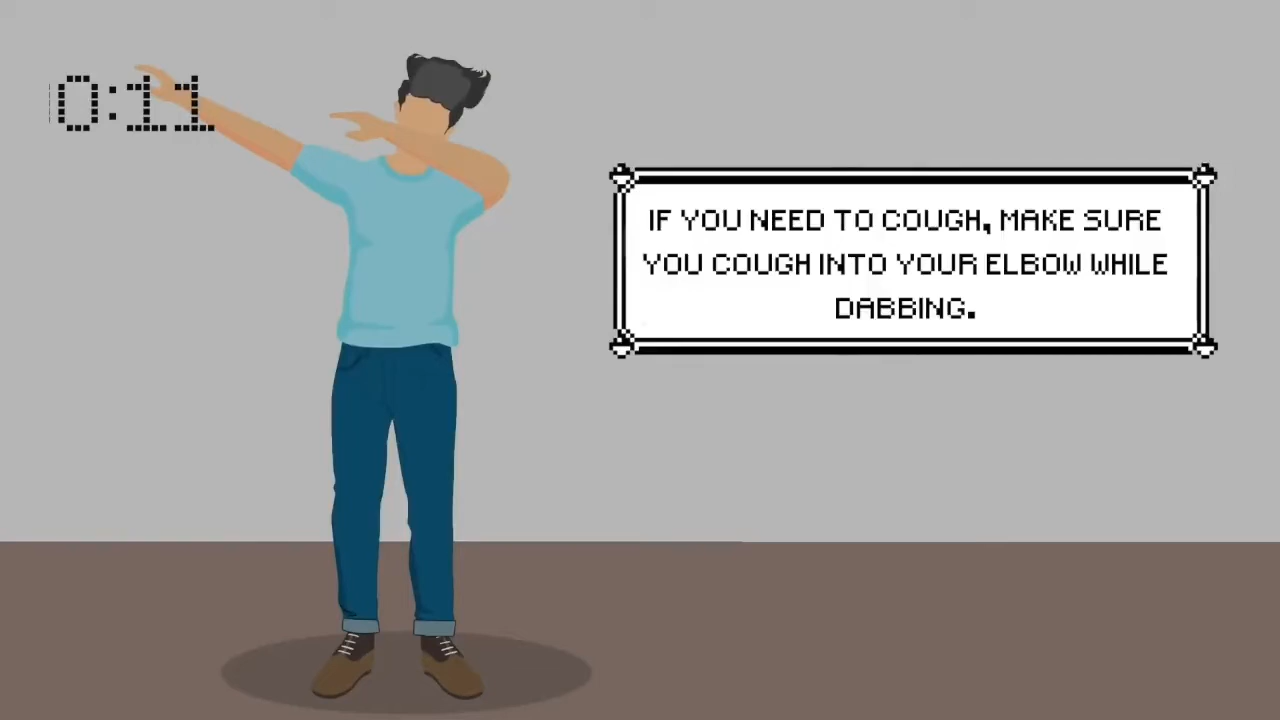 0:11
IF YOU NEED TO COUGH, MAKE SURE
YOU COUGH INTO YOUR ELBOW WHILE
DABBING.